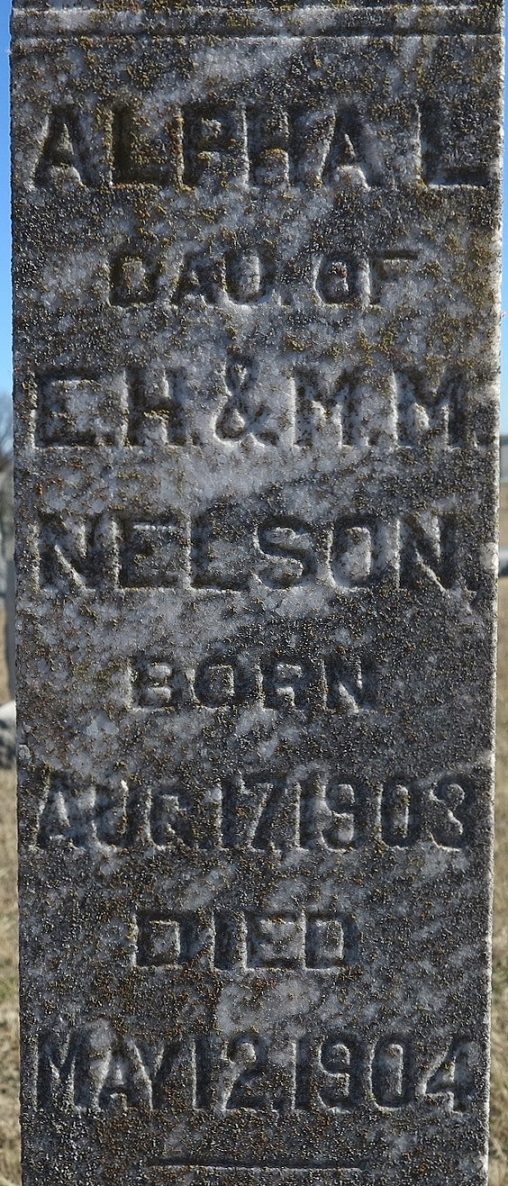 ALPHA L
DAU. OF
E.H. & M.M.
NELSON.
BORN
AUG.17,1903
DIED
MAY 12,1904